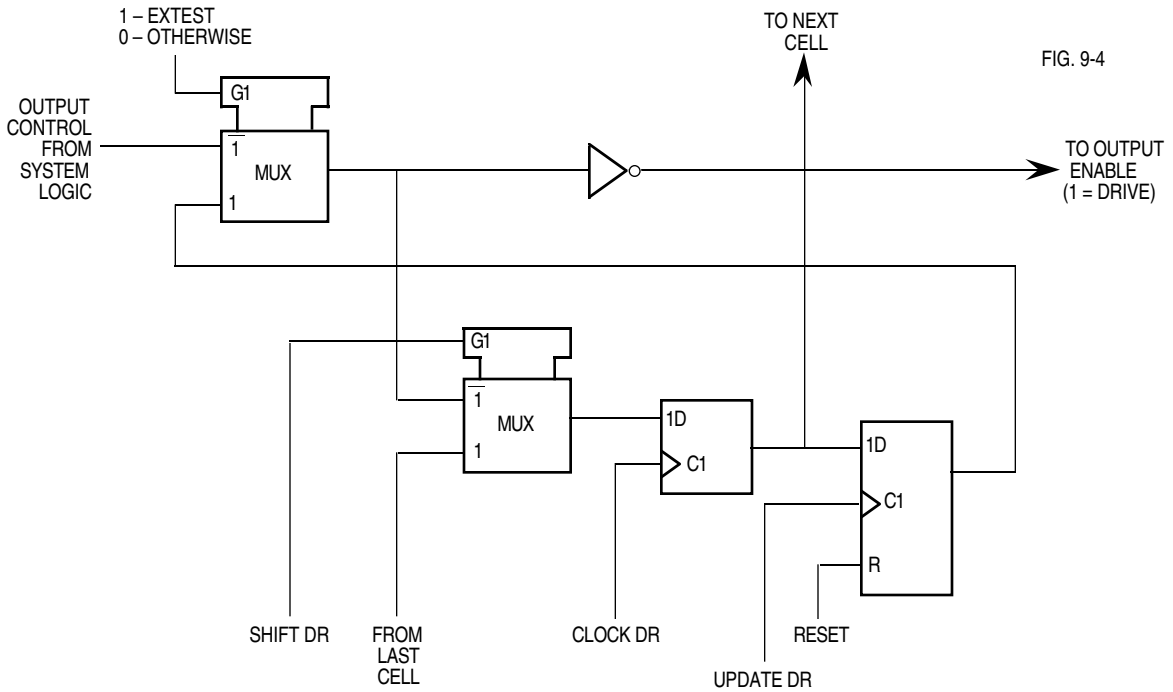 1 – EXTEST
0 – OTHERWISE
TO NEXT
CELL
FIG. 9-4
G1
OUTPUT
CONTROL
FROM
SYSTEM
LOGIC
1
MUX
1
TO OUTPUT
ENABLE
(1 = DRIVE)
G1
1
MUX
1
1D
C1
1D
C1
R
SHIFT DR
FROM
LAST
CELL
CLOCK DR
RESET
UPDATE DR